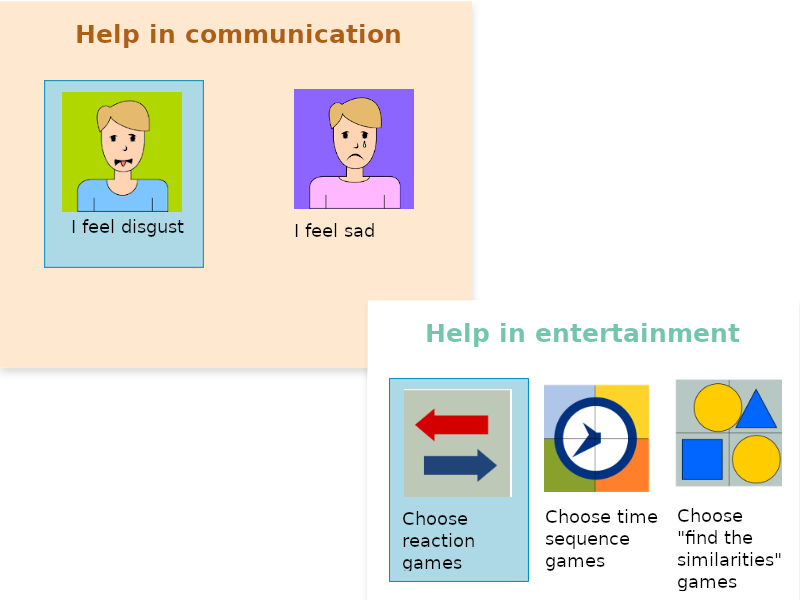 Help in communication
I feel disgust
I feel sad
Help in entertainment
Choose
reaction
games
Choose time
sequence
games
Choose
"find the
similarities"
games